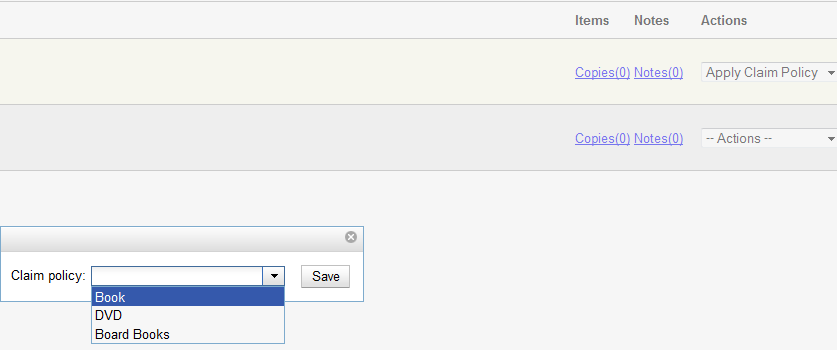 Items Notes Actions
Copies(0) Notes(0) Apply Claim Policy
Copies(0) Notes(0) -- Actions --
Claim policy: Save
Book
DVD
Board Books